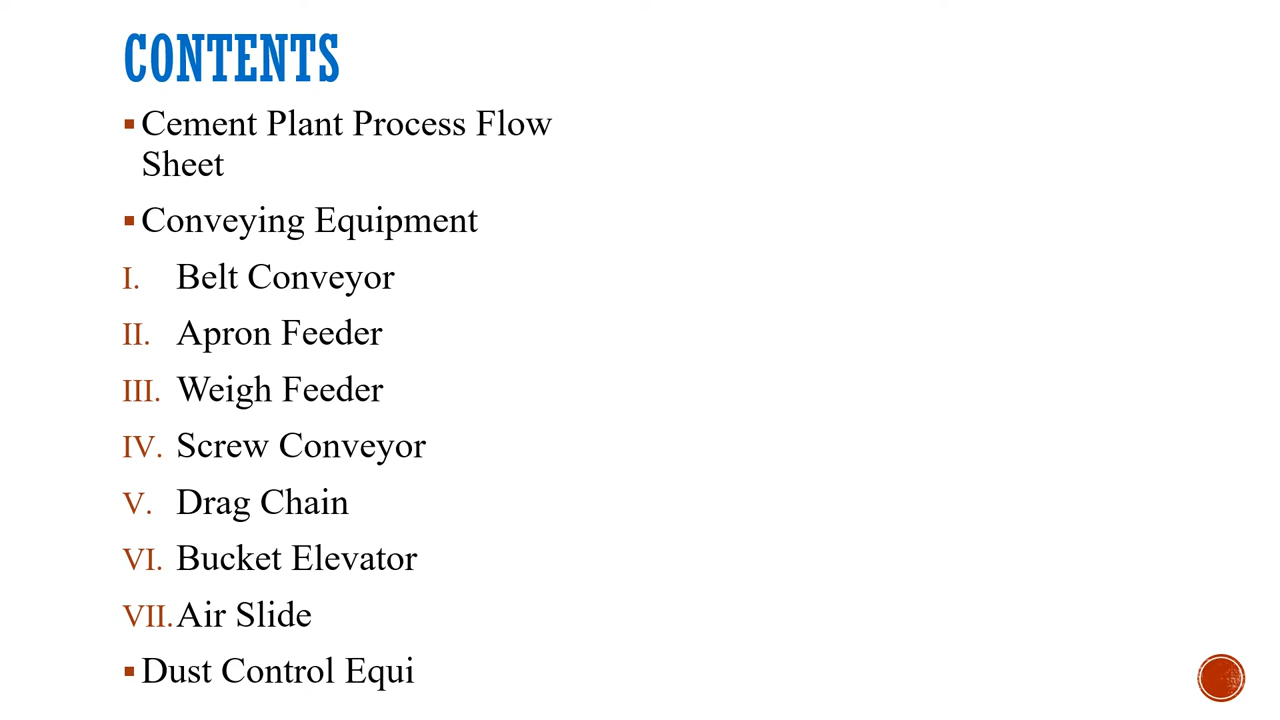 CONTENTS
▪ Cement Plant Process Flow
Sheet
▪ Conveying Equipment
I. Belt Conveyor
II. Apron Feeder
III. Weigh Feeder
IV. Screw Conveyor
V. Drag Chain
VI. Bucket Elevator
VII. Air Slide
▪ Dust Control Equi